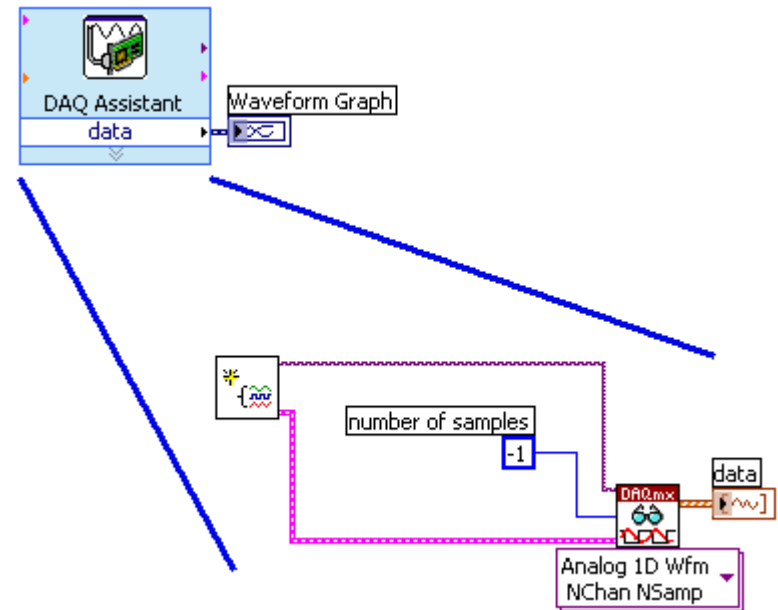 DAQ Assistant
data
Waveform Graph
number of samples
-1
data
DAQmx
Analog 1D Wfm
NChan NSamp